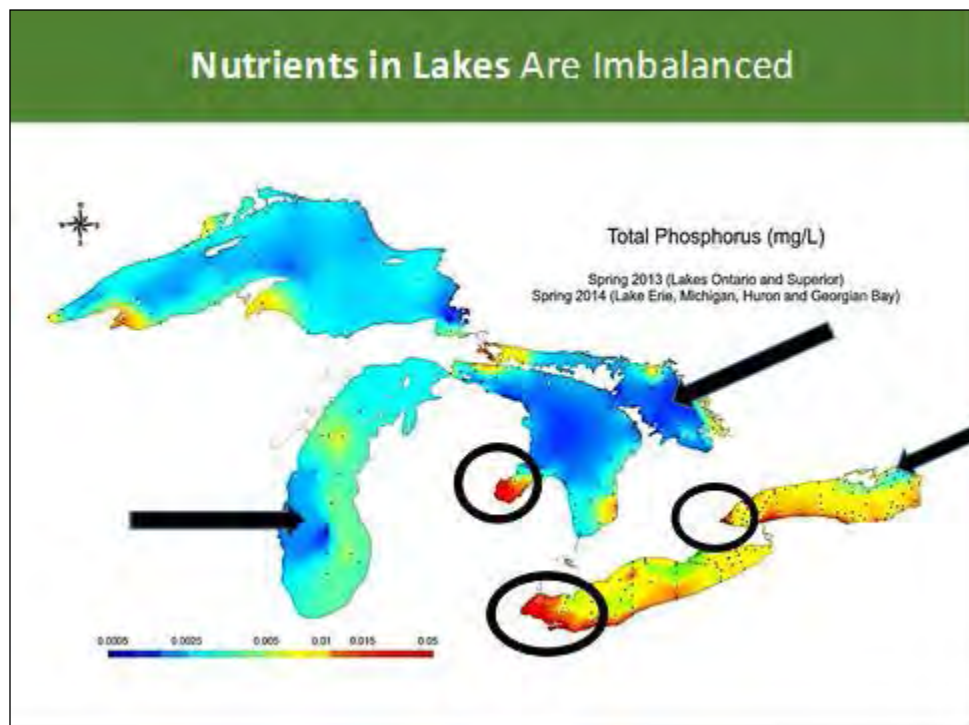 Nutrients in Lakes Are Imbalanced
Total Phosphorus (mg/L)
Spring 2013 (Lakes Ontario and Superior)
Spring 2014 (Lake Erie, Michigan, Huron and Georgian Bay)
0.0005 0.0025 0.005 0.01 0.015 0.05